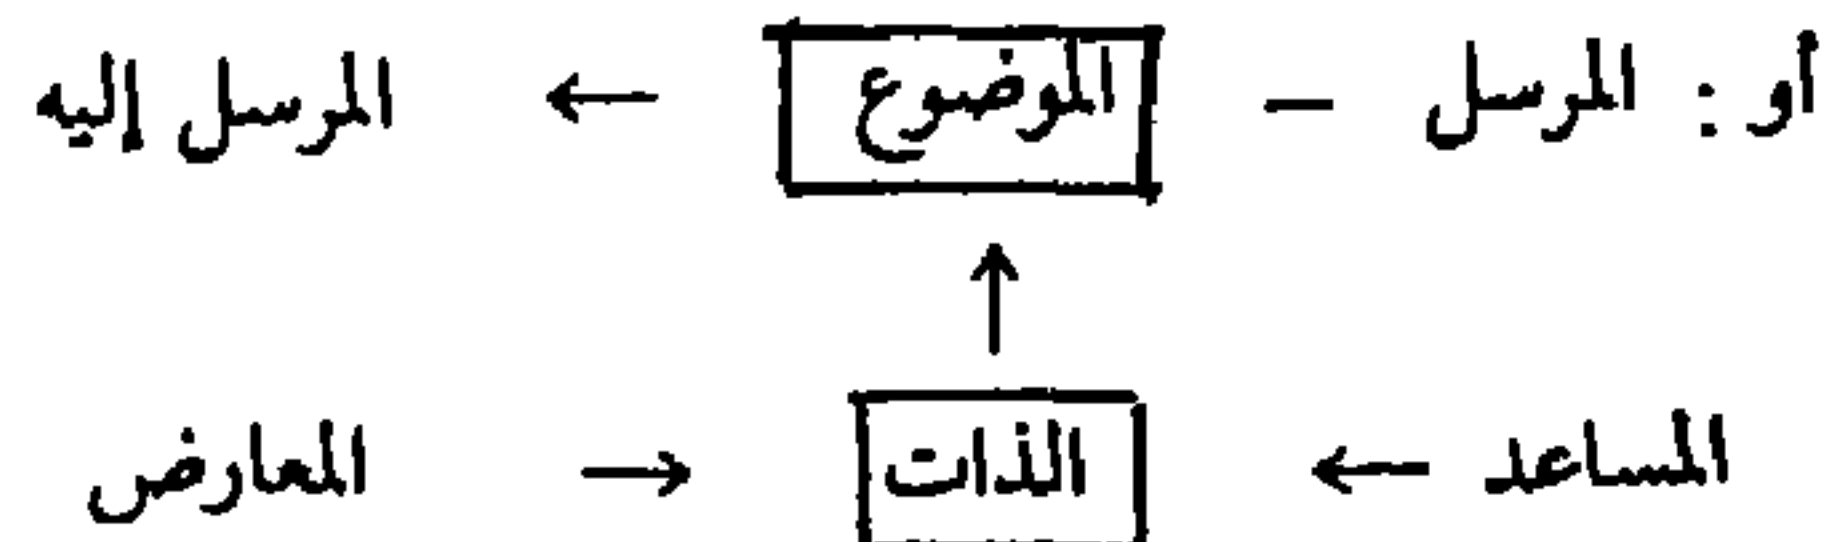 أو : المرسل – الموضوع ← المرسل إليه
↑
المساعد ← الذات → المعارض